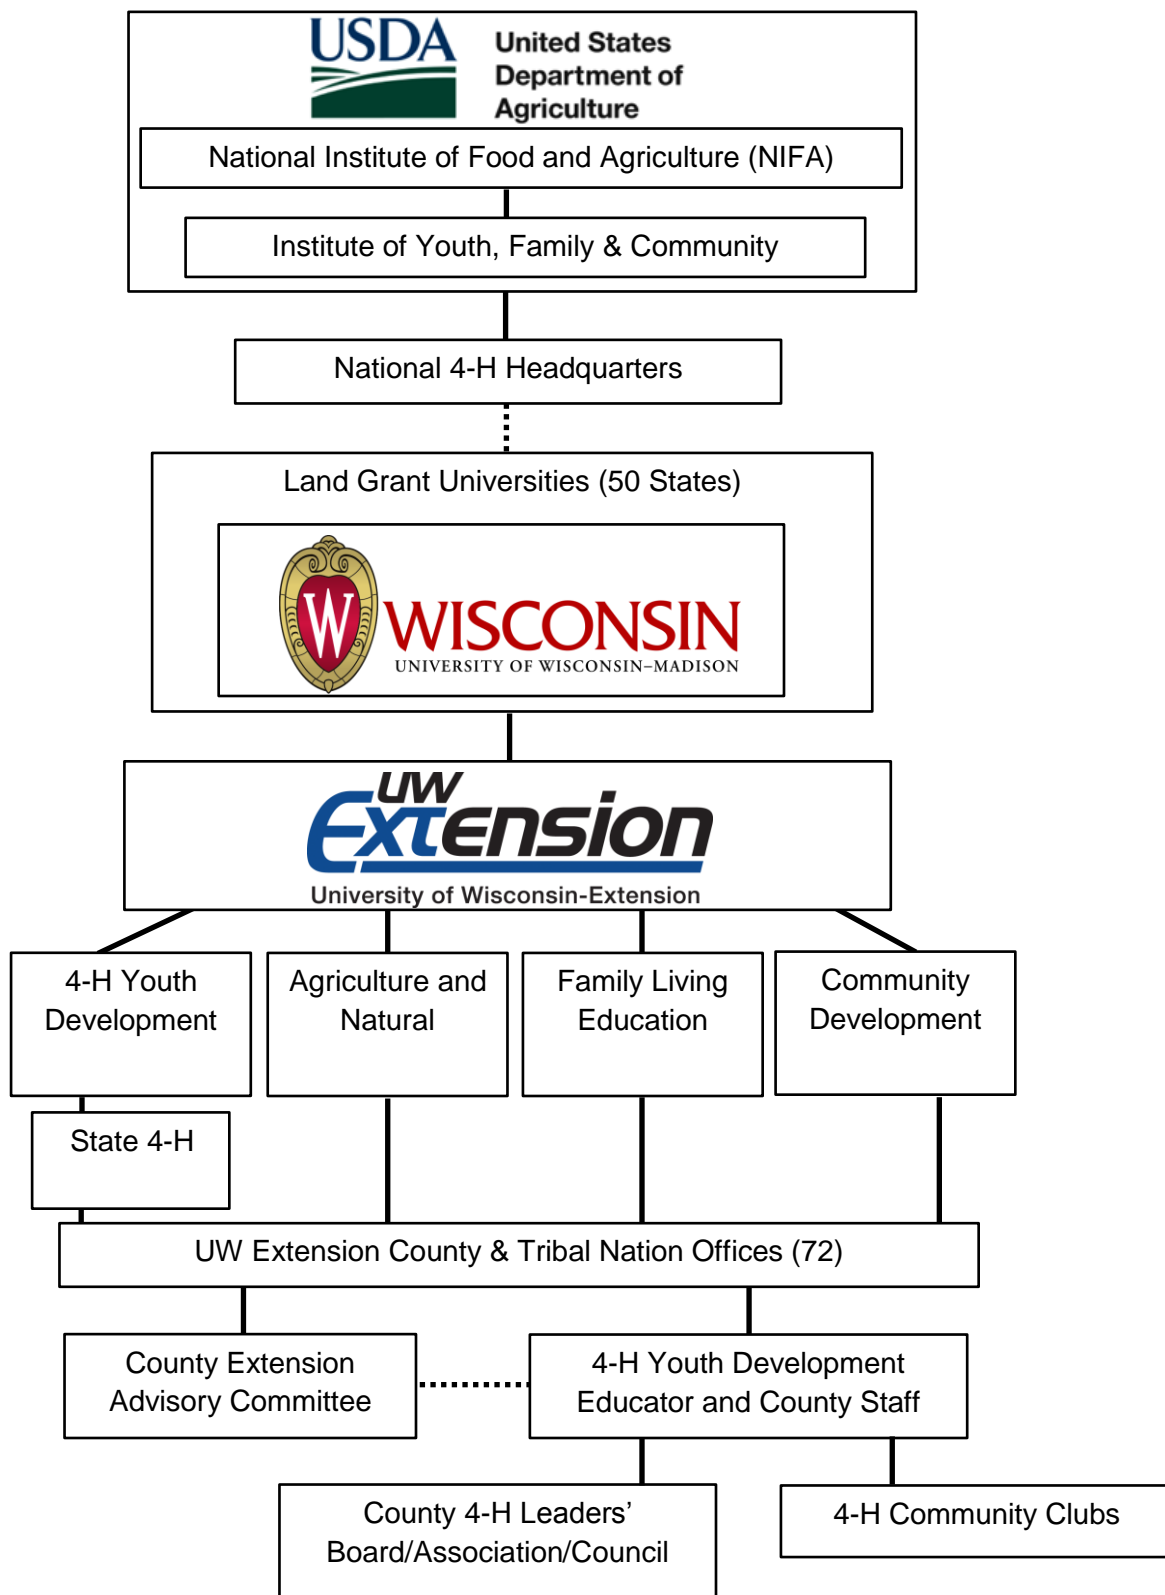 USDA
United States
Department of
Agriculture
National Institute of Food and Agriculture (NIFA)
Institute of Youth, Family & Community
National 4-H Headquarters
Land Grant Universities (50 States)
W
WISCONSIN
UNIVERSITY OF WISCONSIN–MADISON
UW
Extension
University of Wisconsin-Extension
4-H Youth
Development
Agriculture and
Natural
Family Living
Education
Community
Development
State 4-H
UW Extension County & Tribal Nation Offices (72)
County Extension
Advisory Committee
4-H Youth Development
Educator and County Staff
County 4-H Leaders’
Board/Association/Council
4-H Community Clubs